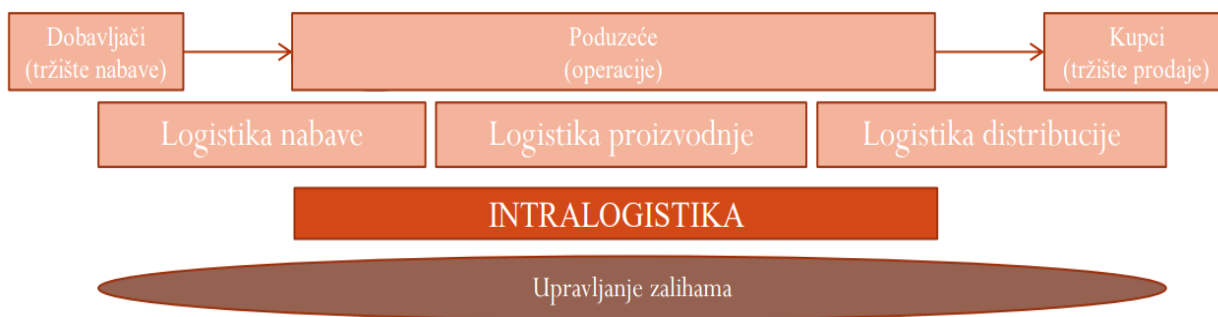 Dobavljači
(tržište nabave)
Poduzeće
(operacije)
Kupci
(tržište prodaje)
Logistika nabave
Logistika proizvodnje
Logistika distribucije
INTRALOGISTIKA
Upravljanje zalihama